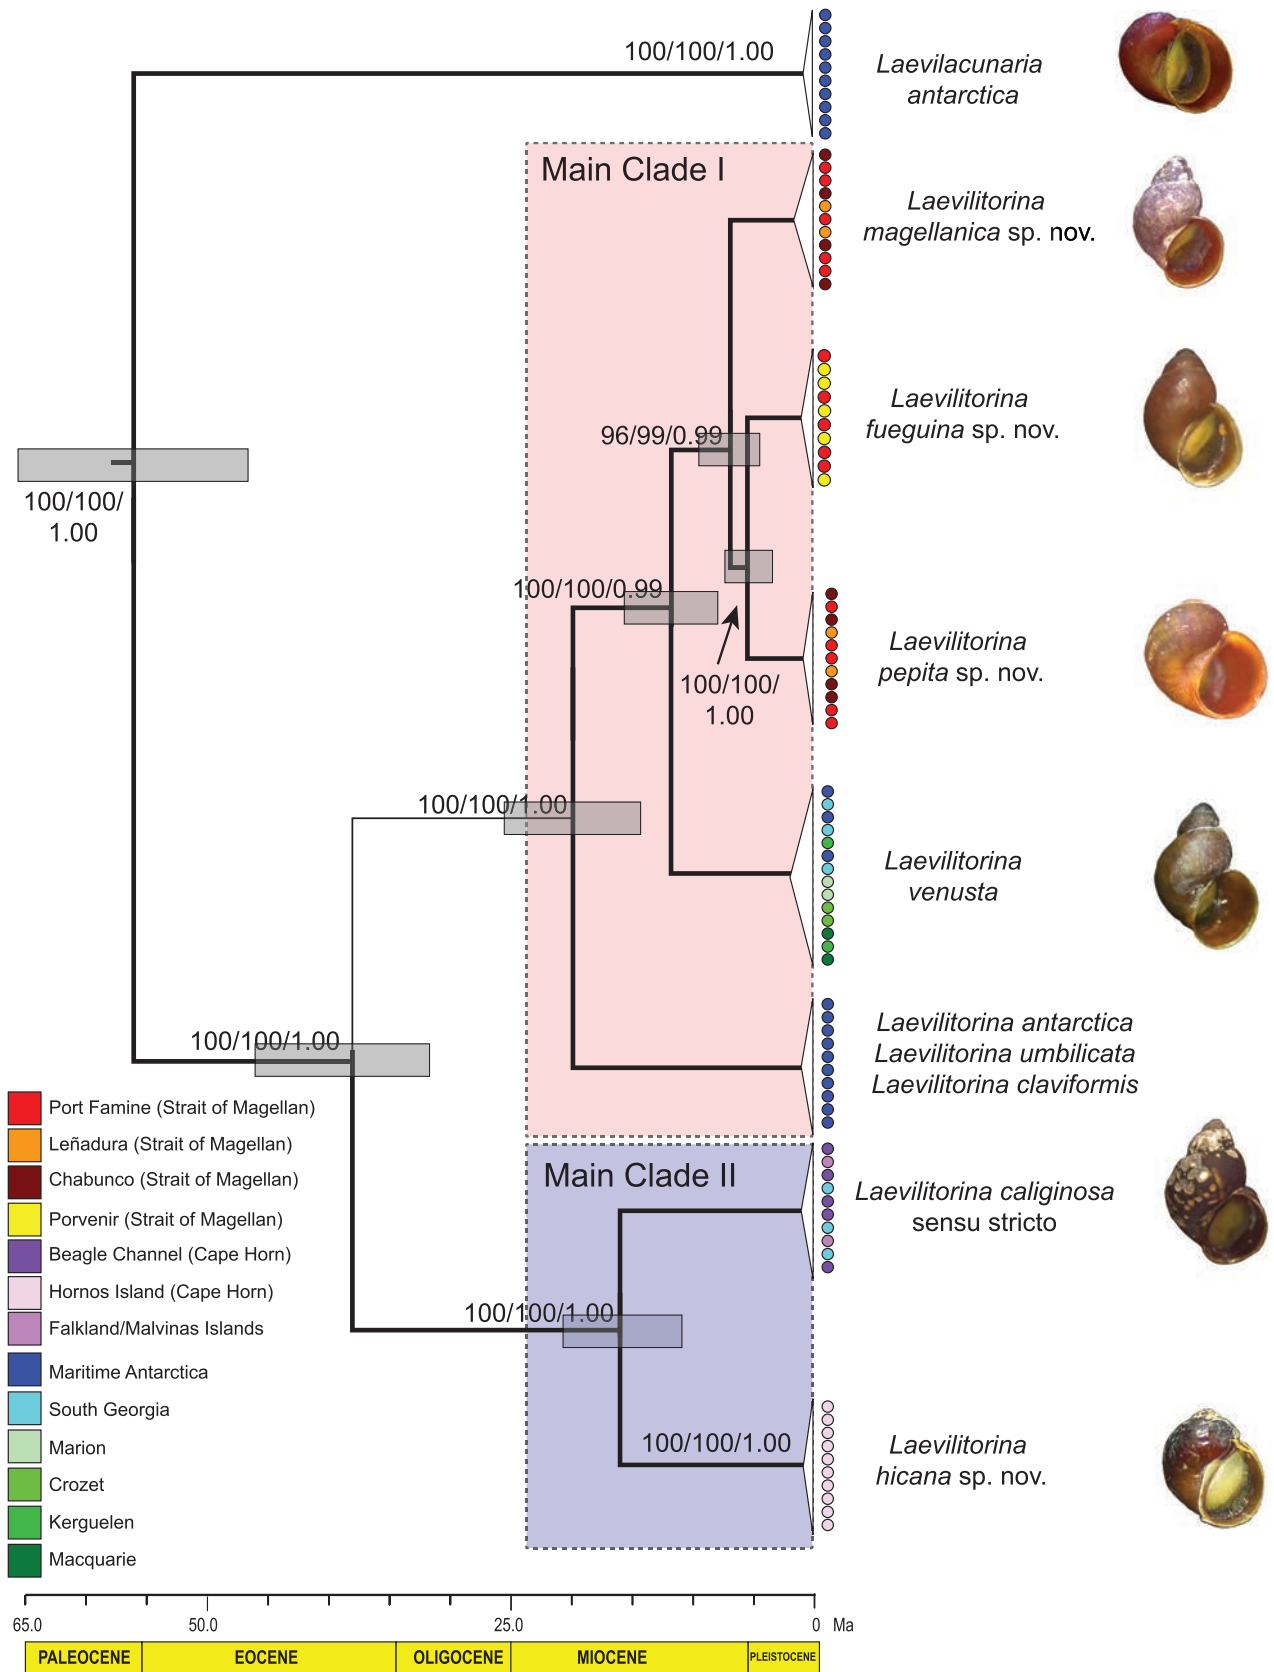 100/100/1.00
Laevilacunaria
antarctica
Main Clade I
Laevilitorina
magellanica sp. nov.
Laevilitorina
fueguina sp. nov.
96/99/0.99
100/100/
1.00
100/100/0.99
Laevilitorina
pepita sp. nov.
100/100/
1.00
100/100/1.00
Laevilitorina
venusta
Laevilitorina antarctica
Laevilitorina umbilicata
Laevilitorina claviformis
100/100/1.00
Main Clade II
Laevilitorina caliginosa
sensu stricto
100/100/1.00
100/100/1.00
Laevilitorina
hicana sp. nov.
Port Famine (Strait of Magellan)
Leñadura (Strait of Magellan)
Chabunco (Strait of Magellan)
Porvenir (Strait of Magellan)
Beagle Channel (Cape Horn)
Hornos Island (Cape Horn)
Falkland/Malvinas Islands
Maritime Antarctica
South Georgia
Marion
Crozet
Kerguelen
Macquarie
65.0 50.0 25.0 0 Ma
PALEOCENE EOCENE OLIGOCENE MIOCENE PLEISTOCENE